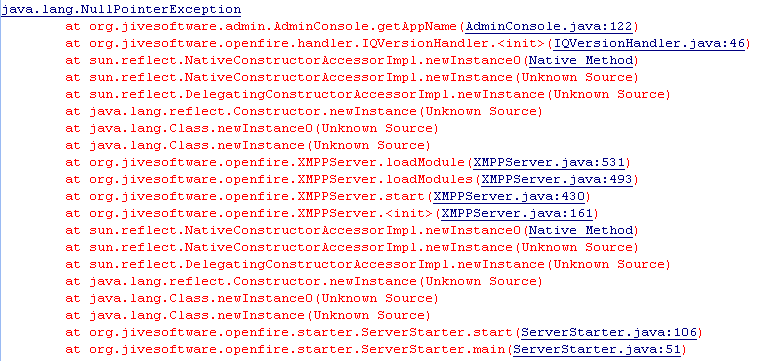 java.lang.NullPointerException
at org.jivesoftware.admin.AdminConsole.getAppName(AdminConsole.java:122)
at org.jivesoftware.openfire.handler.IQVersionHandler.<init>(IQVersionHandler.java:46)
at sun.reflect.NativeConstructorAccessorImpl.newInstance0(Native Method)
at sun.reflect.NativeConstructorAccessorImpl.newInstance(Unknown Source)
at sun.reflect.DelegatingConstructorAccessorImpl.newInstance(Unknown Source)
at java.lang.reflect.Constructor.newInstance(Unknown Source)
at java.lang.Class.newInstance0(Unknown Source)
at java.lang.Class.newInstance(Unknown Source)
at org.jivesoftware.openfire.XMPPServer.loadModule(XMPPServer.java:531)
at org.jivesoftware.openfire.XMPPServer.loadModules(XMPPServer.java:493)
at org.jivesoftware.openfire.XMPPServer.start(XMPPServer.java:430)
at org.jivesoftware.openfire.XMPPServer.<init>(XMPPServer.java:161)
at sun.reflect.NativeConstructorAccessorImpl.newInstance0(Native Method)
at sun.reflect.NativeConstructorAccessorImpl.newInstance(Unknown Source)
at sun.reflect.DelegatingConstructorAccessorImpl.newInstance(Unknown Source)
at java.lang.reflect.Constructor.newInstance(Unknown Source)
at java.lang.Class.newInstance0(Unknown Source)
at java.lang.Class.newInstance(Unknown Source)
at org.jivesoftware.openfire.starter.ServerStarter.start(ServerStarter.java:106)
at org.jivesoftware.openfire.starter.ServerStarter.main(ServerStarter.java:51)